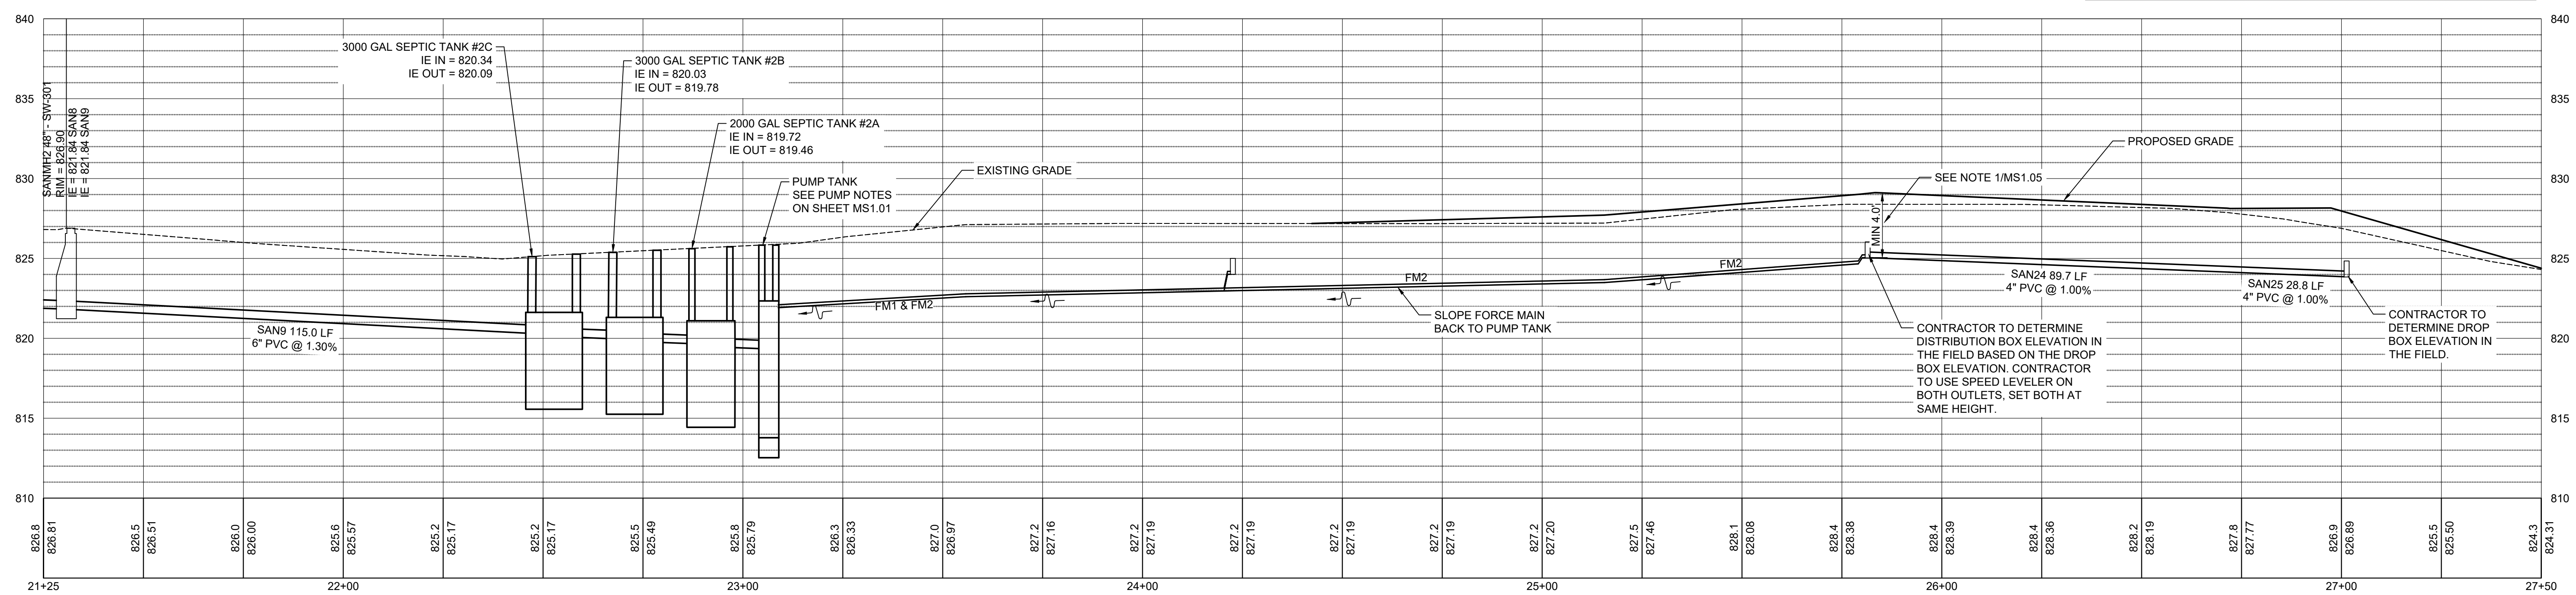 840
835
830
825
820
815
810
840
835
830
825
820
815
810
SANMH2 48" - SW-301
RIM = 826.90
IE = 821.84 SAN8
IE = 821.84 SAN9
3000 GAL SEPTIC TANK #2C
IE IN = 820.34
IE OUT = 820.09
3000 GAL SEPTIC TANK #2B
IE IN = 820.03
IE OUT = 819.78
2000 GAL SEPTIC TANK #2A
IE IN = 819.72
IE OUT = 819.46
PUMP TANK
SEE PUMP NOTES
ON SHEET MS1.01
EXISTING GRADE
PROPOSED GRADE
SEE NOTE 1/MS1.05
MIN 4.0'
SAN9 115.0 LF
6" PVC @ 1.30%
FM1 & FM2
FM2
FM2
SLOPE FORCE MAIN
BACK TO PUMP TANK
SAN24 89.7 LF
4" PVC @ 1.00%
SAN25 28.8 LF
4" PVC @ 1.00%
CONTRACTOR TO DETERMINE
DISTRIBUTION BOX ELEVATION IN
THE FIELD BASED ON THE DROP
BOX ELEVATION. CONTRACTOR
TO USE SPEED LEVELER ON
BOTH OUTLETS, SET BOTH AT
SAME HEIGHT.
CONTRACTOR TO
DETERMINE DROP
BOX ELEVATION IN
THE FIELD.
826.8
826.81
826.5
826.51
826.0
826.00
825.6
825.57
825.2
825.17
825.2
825.17
825.5
825.49
825.8
825.79
826.3
826.33
827.0
826.97
827.2
827.16
827.2
827.19
827.2
827.19
827.2
827.19
827.2
827.19
827.2
827.20
827.5
827.46
828.1
828.08
828.4
828.38
828.4
828.39
828.4
828.36
828.2
828.19
827.8
827.77
826.9
826.89
825.5
825.50
824.3
824.31
21+25
22+00
23+00
24+00
25+00
26+00
27+00
27+50